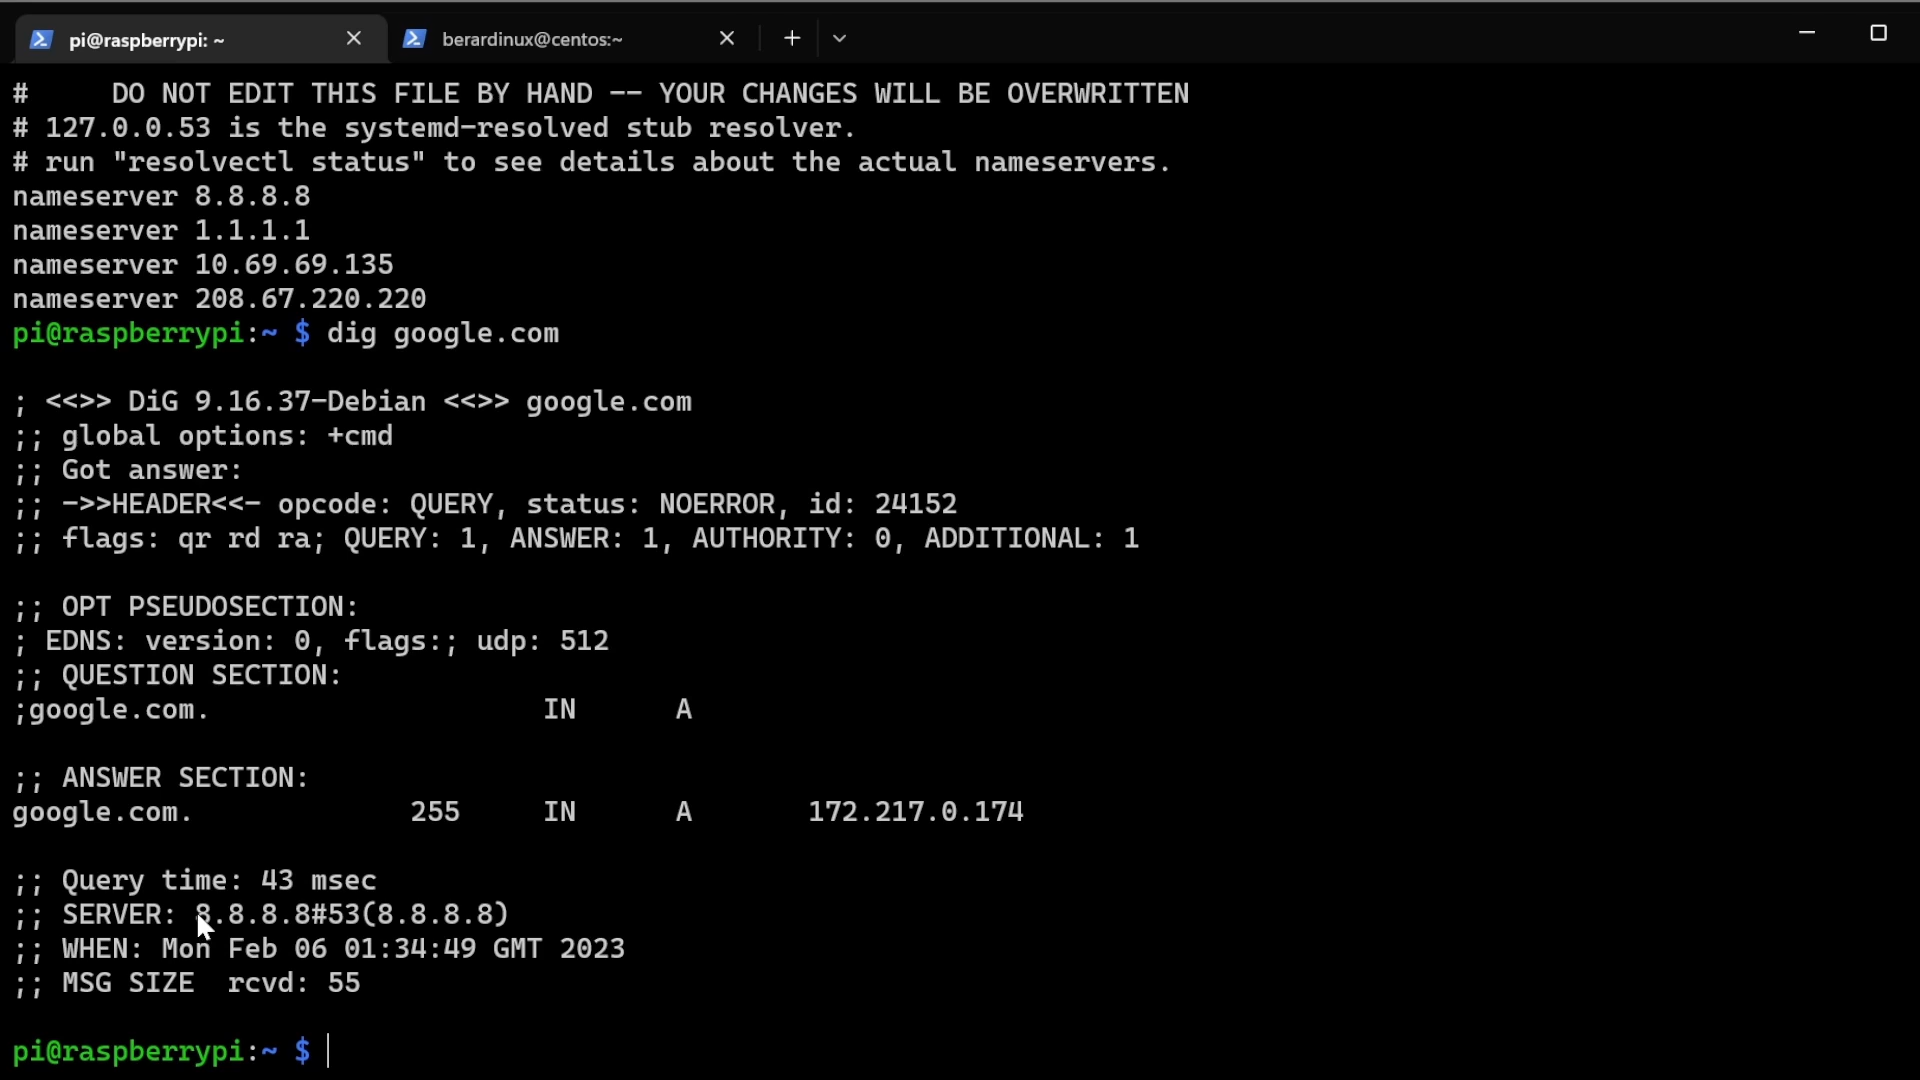 pi@raspberrypi: ~
berardinux@centos:~
#     DO NOT EDIT THIS FILE BY HAND -- YOUR CHANGES WILL BE OVERWRITTEN
# 127.0.0.53 is the systemd-resolved stub resolver.
# run "resolvectl status" to see details about the actual nameservers.
nameserver 8.8.8.8
nameserver 1.1.1.1
nameserver 10.69.69.135
nameserver 208.67.220.220
pi@raspberrypi:~ $ dig google.com
; <<>> DiG 9.16.37-Debian <<>> google.com
;; global options: +cmd
;; Got answer:
;; ->>HEADER<<- opcode: QUERY, status: NOERROR, id: 24152
;; flags: qr rd ra; QUERY: 1, ANSWER: 1, AUTHORITY: 0, ADDITIONAL: 1
;; OPT PSEUDOSECTION:
; EDNS: version: 0, flags:; udp: 512
;; QUESTION SECTION:
;google.com.                    IN      A
;; ANSWER SECTION:
google.com.             255     IN      A       172.217.0.174
;; Query time: 43 msec
;; SERVER: 8.8.8.8#53(8.8.8.8)
;; WHEN: Mon Feb 06 01:34:49 GMT 2023
;; MSG SIZE  rcvd: 55
pi@raspberrypi:~ $